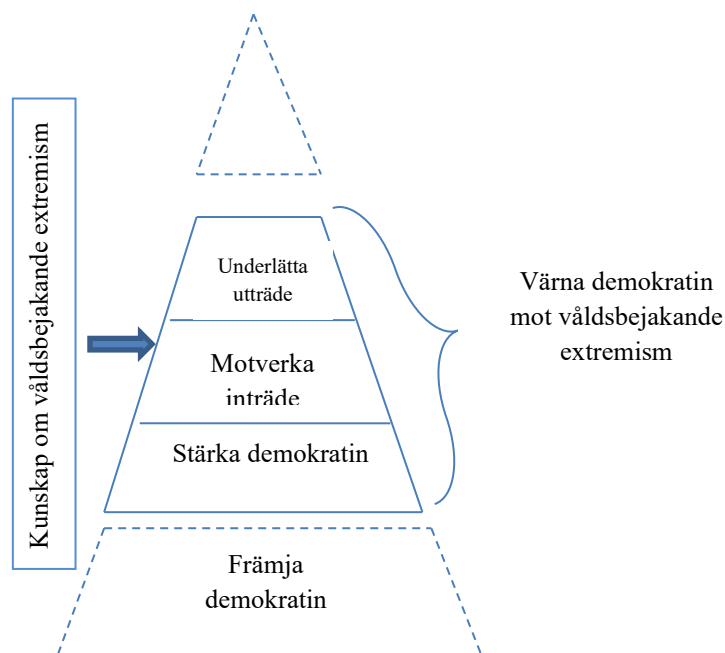 Kunskap om våldsbejakande extremism
Underlätta
utträde
Motverka
inträde
Stärka demokratin
Främja
demokratin
Värna demokratin
mot våldsbejakande
extremism